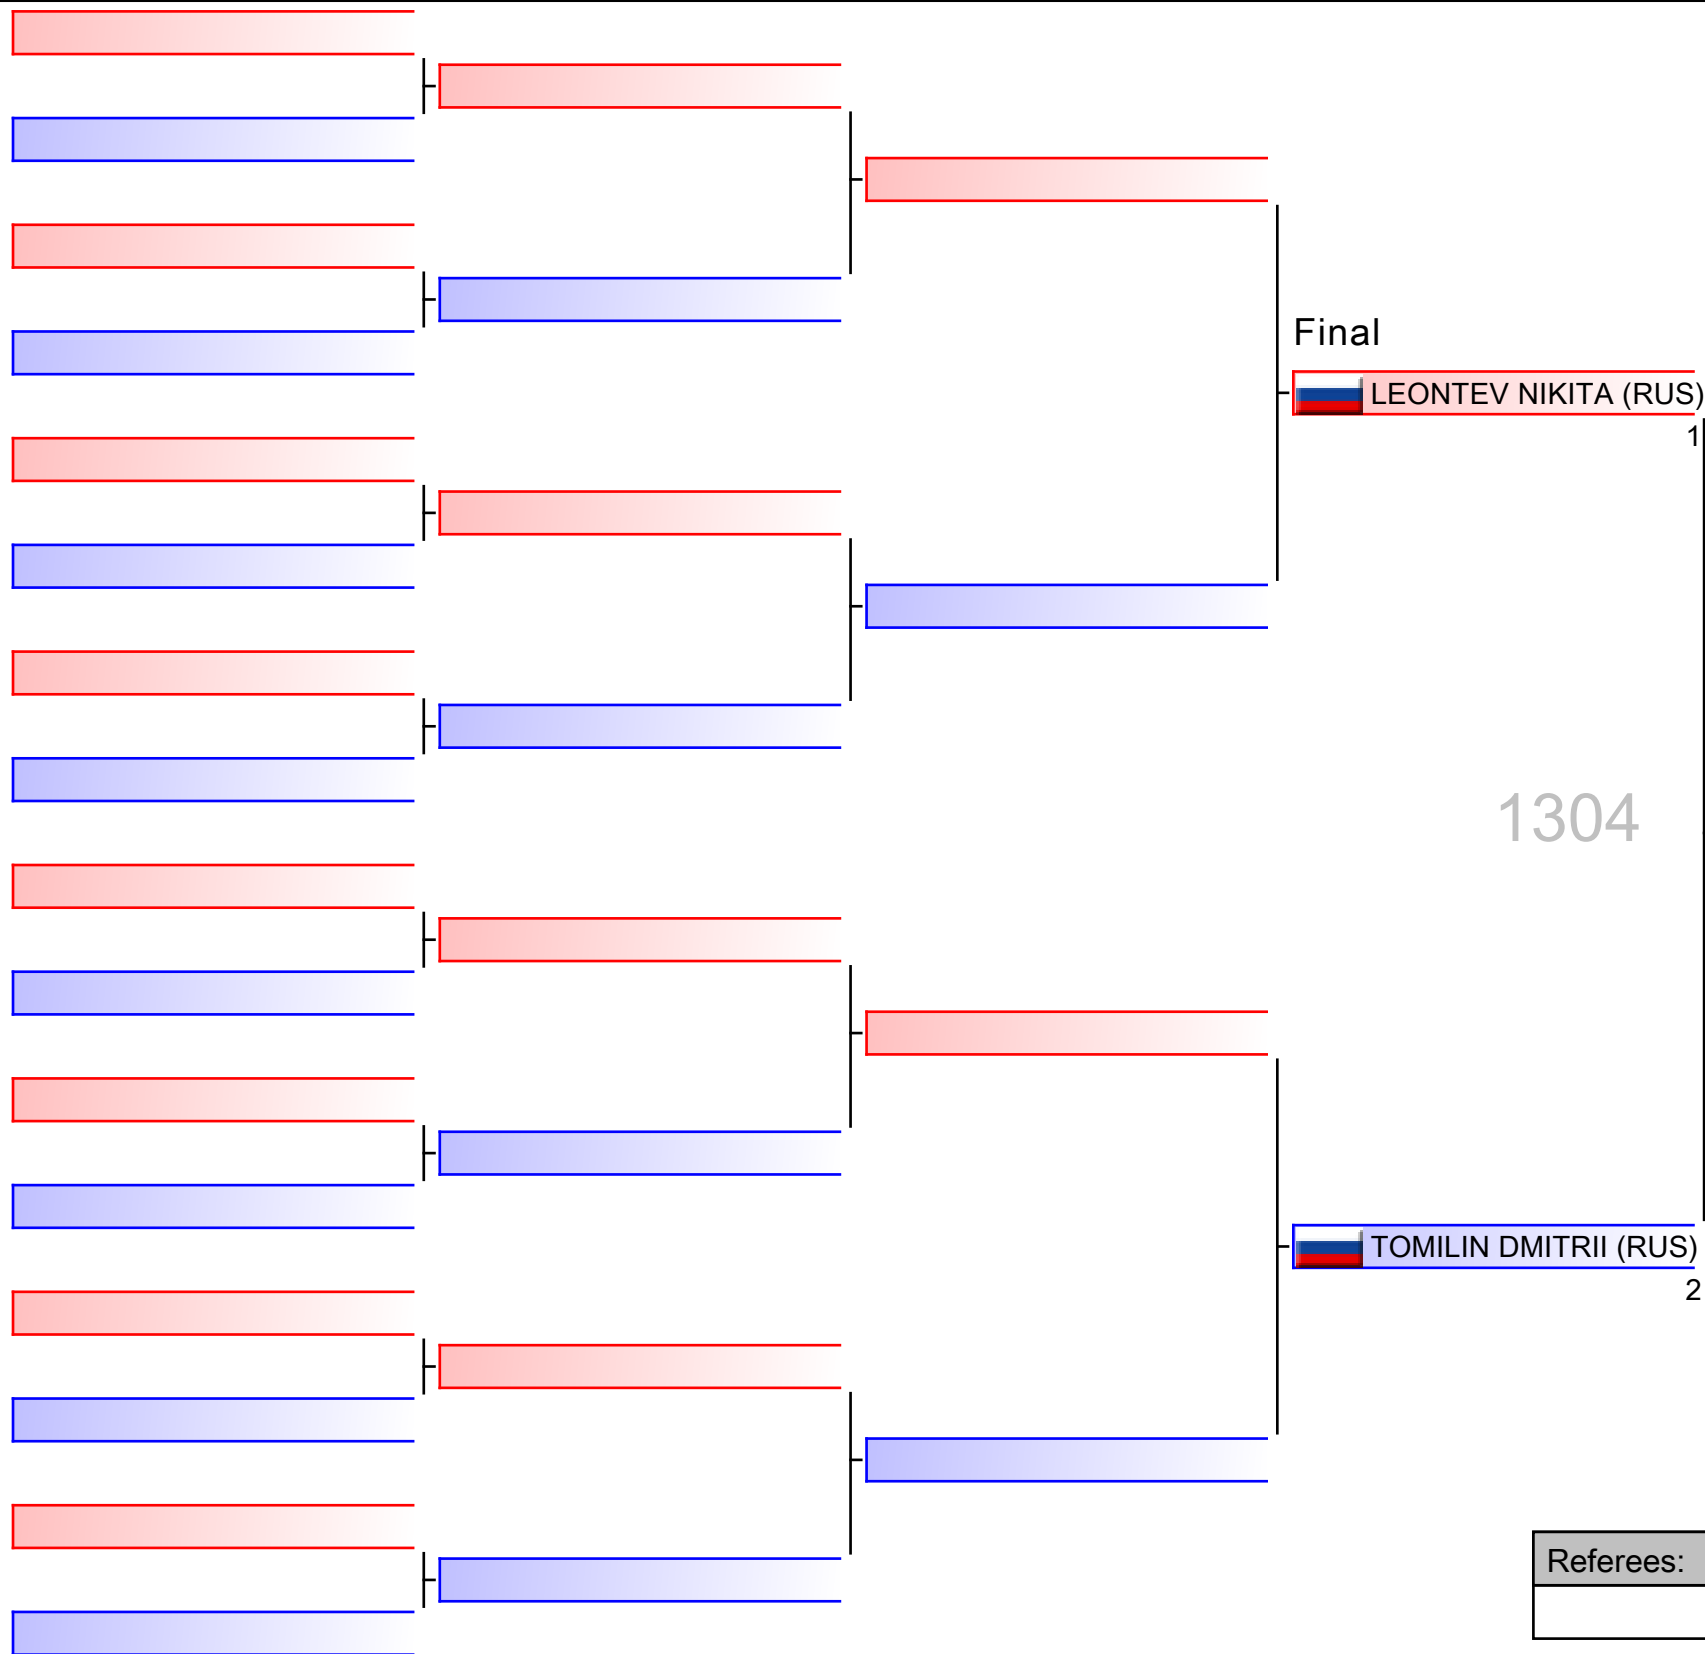 Final
LEONTEV NIKITA (RUS)
1
1304
TOMILIN DMITRII (RUS)
2
Referees: